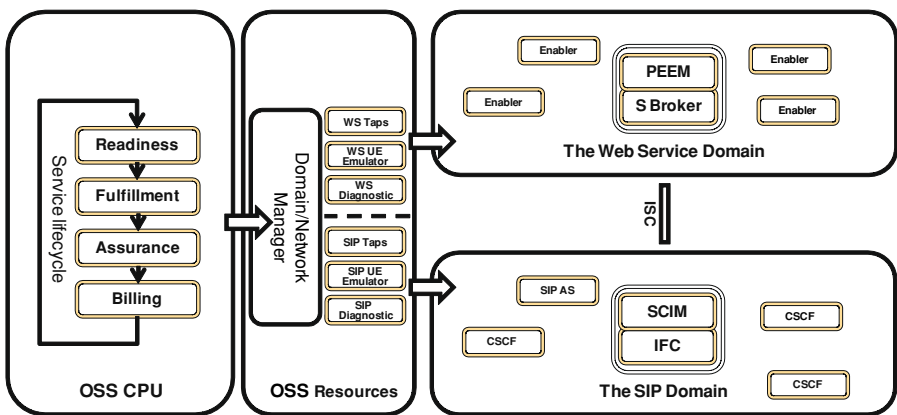 Service lifecycle
Readiness
Fulfillment
Assurance
Billing
OSS CPU
Domain/Network
Manager
WS Taps
WS UE
Emulator
WS
Diagnostic
SIP Taps
SIP UE
Emulator
SIP
Diagnostic
OSS Resources
Enabler
Enabler
PEEM
S Broker
Enabler
Enabler
The Web Service Domain
ISC
SIP AS
CSCF
SCIM
IFC
CSCF
CSCF
The SIP Domain